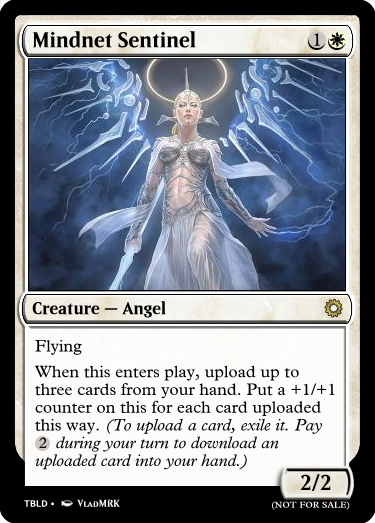 Mindnet Sentinel 1
Creature — Angel
Flying
When this enters play, upload up to
three cards from your hand. Put a +1/+1
counter on this for each card uploaded
this way. (To upload a card, exile it. Pay
2 during your turn to download an
uploaded card into your hand.)
2/2
TBLD • VladMRK
(NOT FOR SALE)